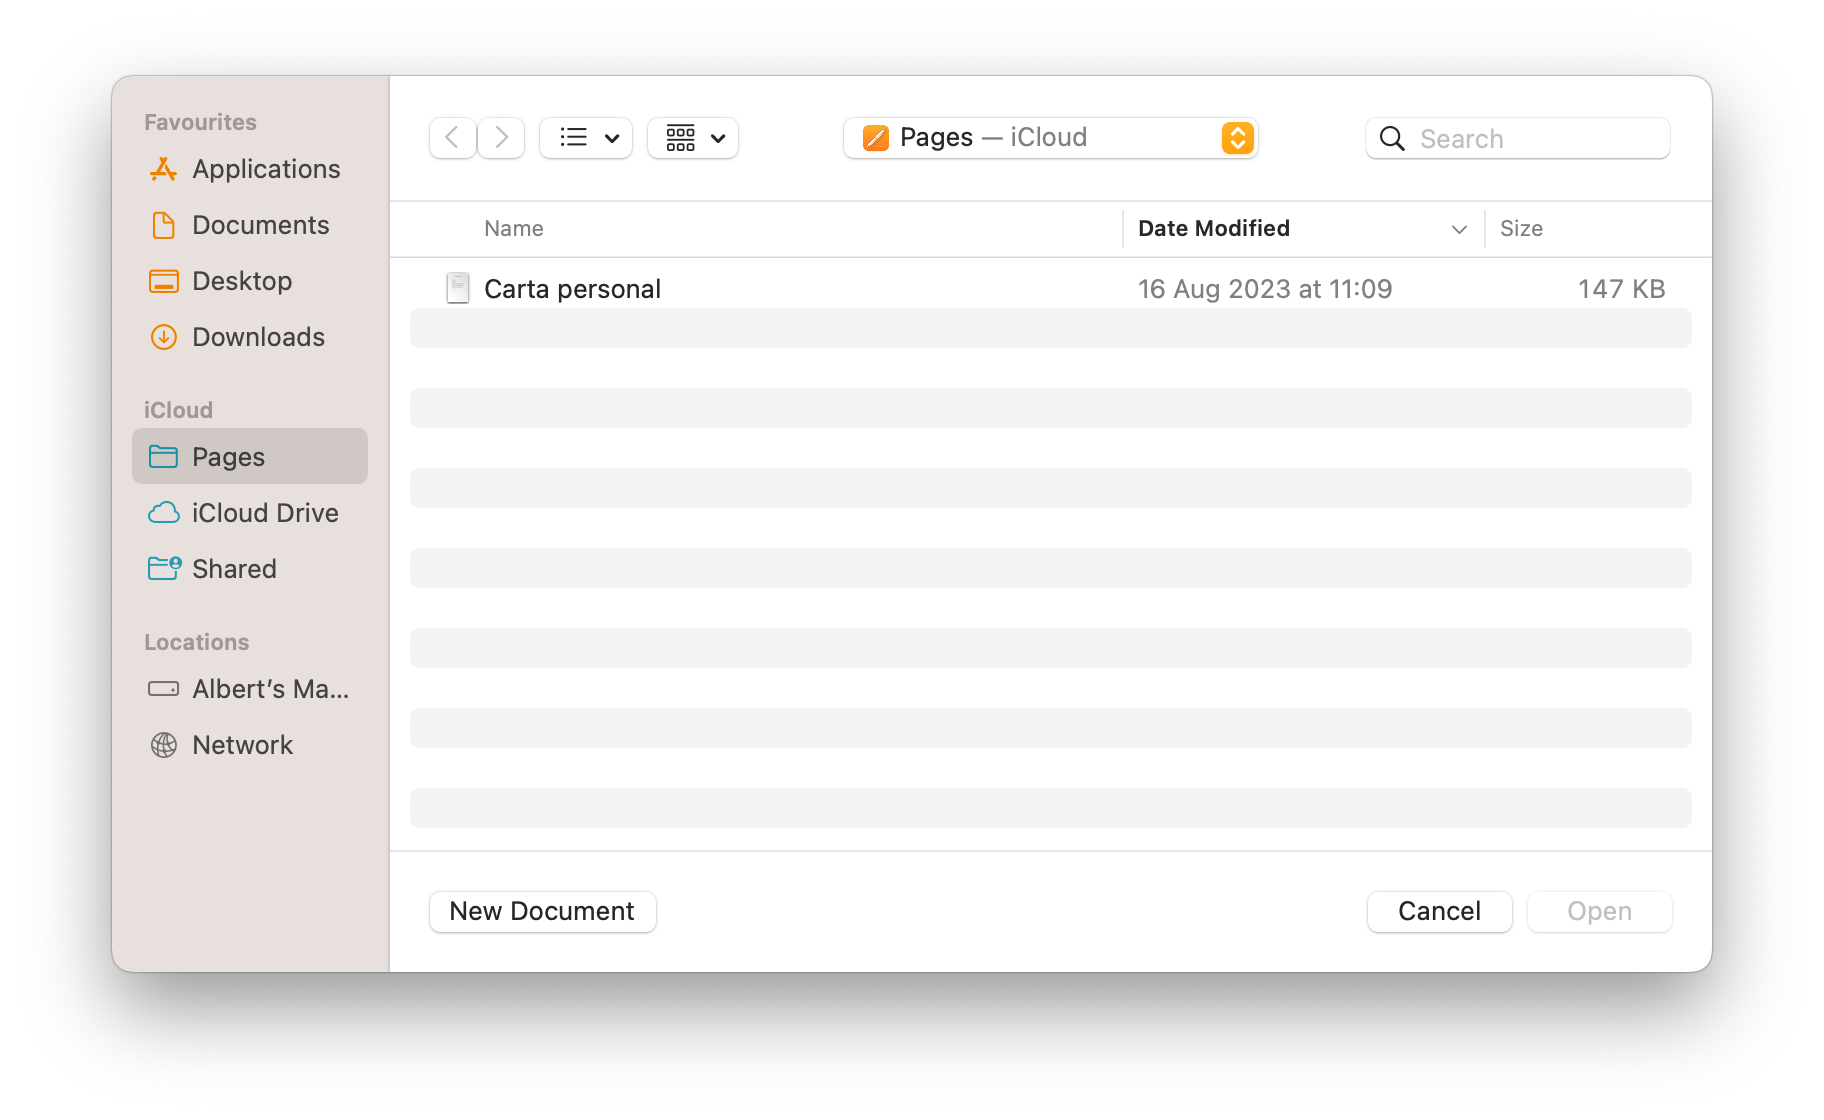 Favourites
Applications
Documents
Desktop
Downloads
iCloud
Pages
iCloud Drive
Shared
Locations
Albert’s Ma...
Network
Pages — iCloud
Search
Name Date Modified Size
Carta personal 16 Aug 2023 at 11:09 147 KB
New Document Cancel Open